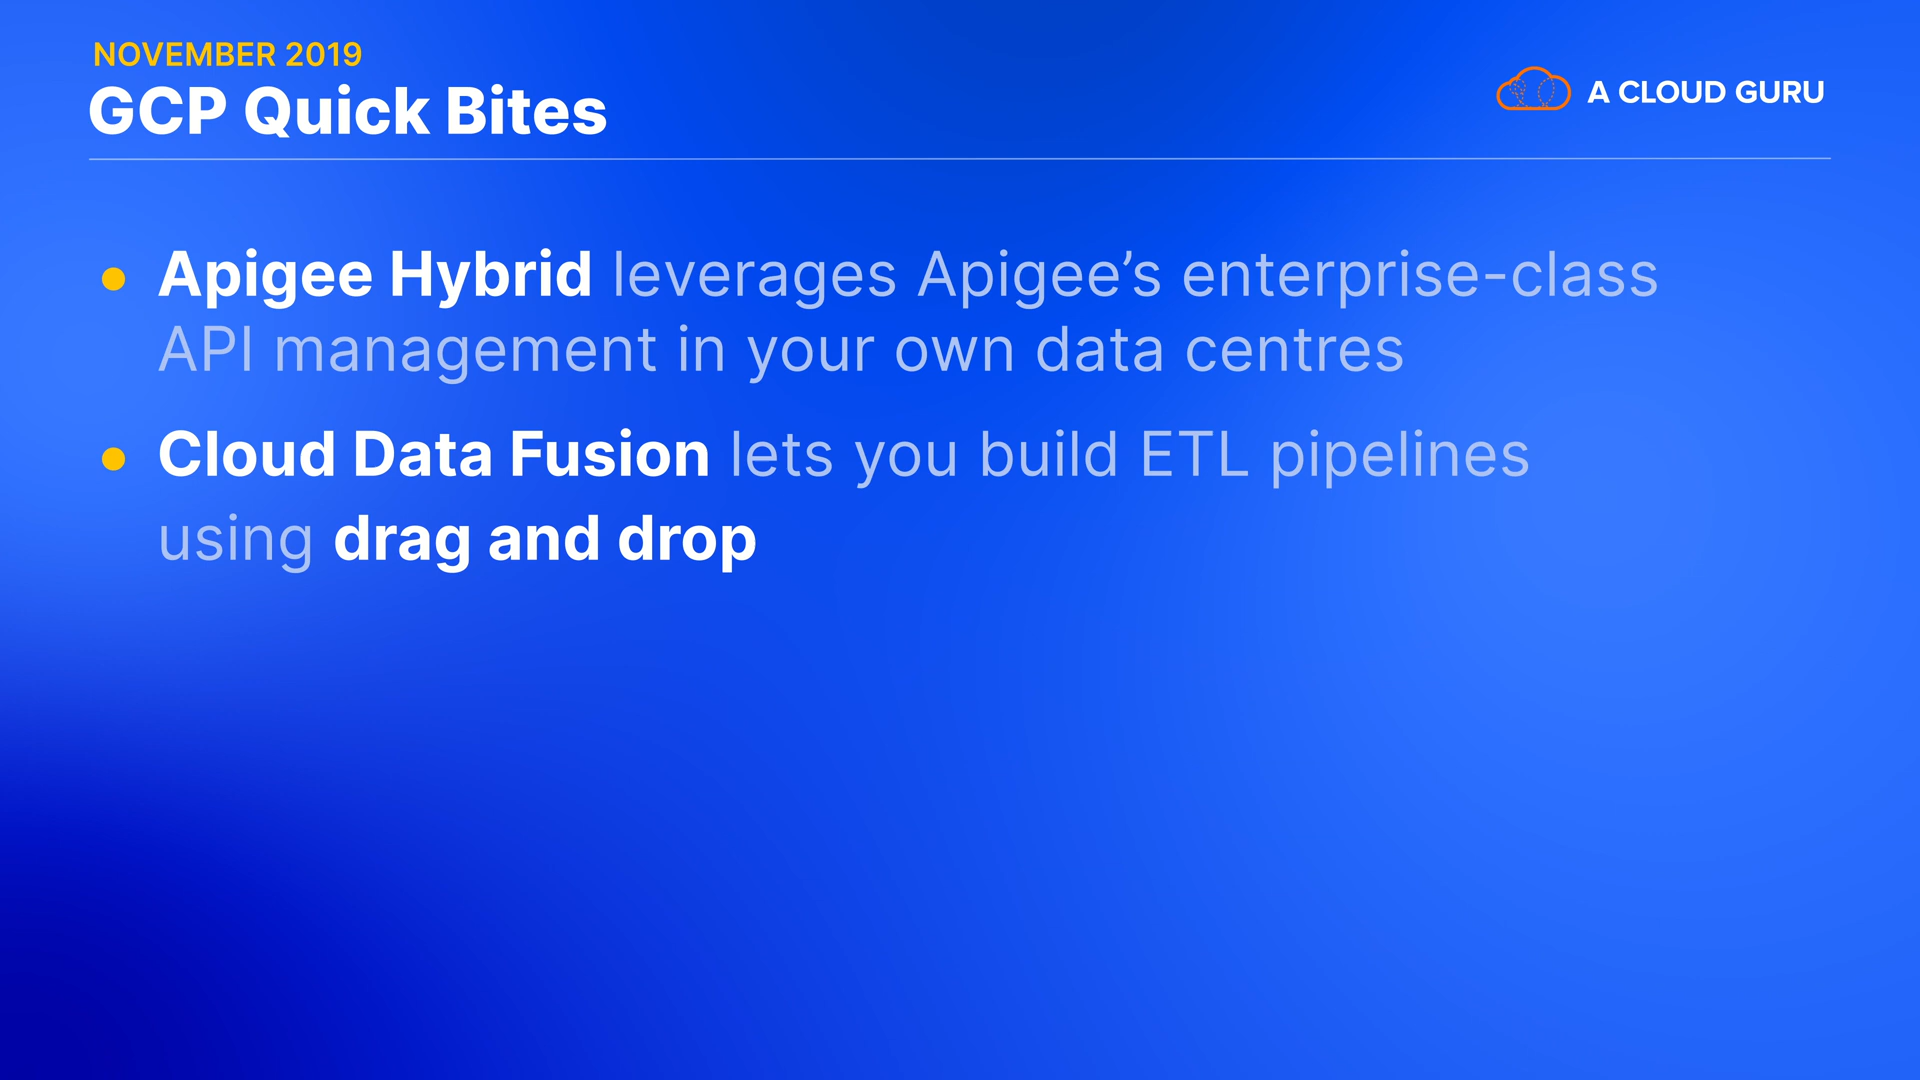 NOVEMBER 2019
GCP Quick Bites
A CLOUD GURU
Apigee Hybrid leverages Apigee’s enterprise-class
API management in your own data centres
Cloud Data Fusion lets you build ETL pipelines
using drag and drop